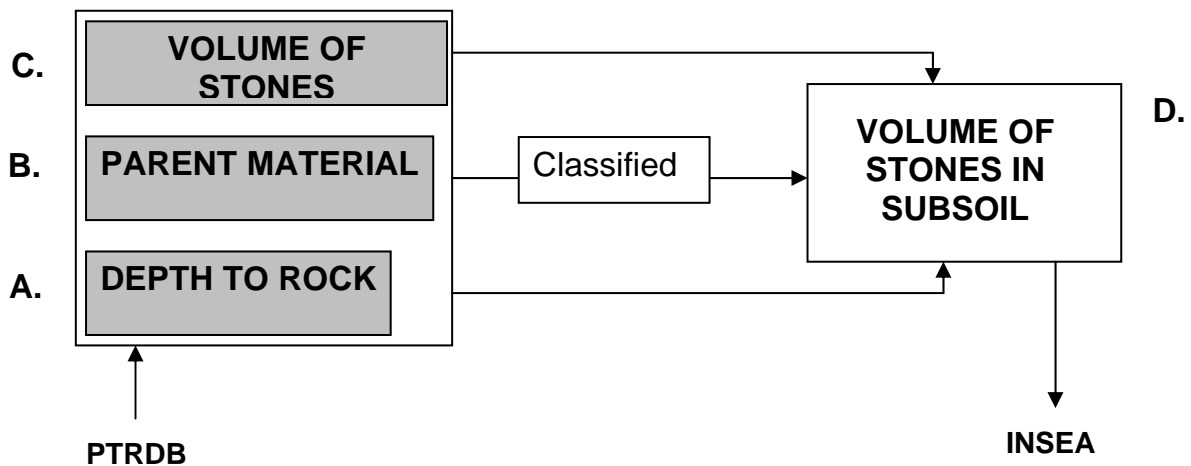 C.
VOLUME OF
STONES
B.
PARENT MATERIAL
Classified
A.
DEPTH TO ROCK
VOLUME OF
STONES IN
SUBSOIL
D.
PTRDB
INSEA